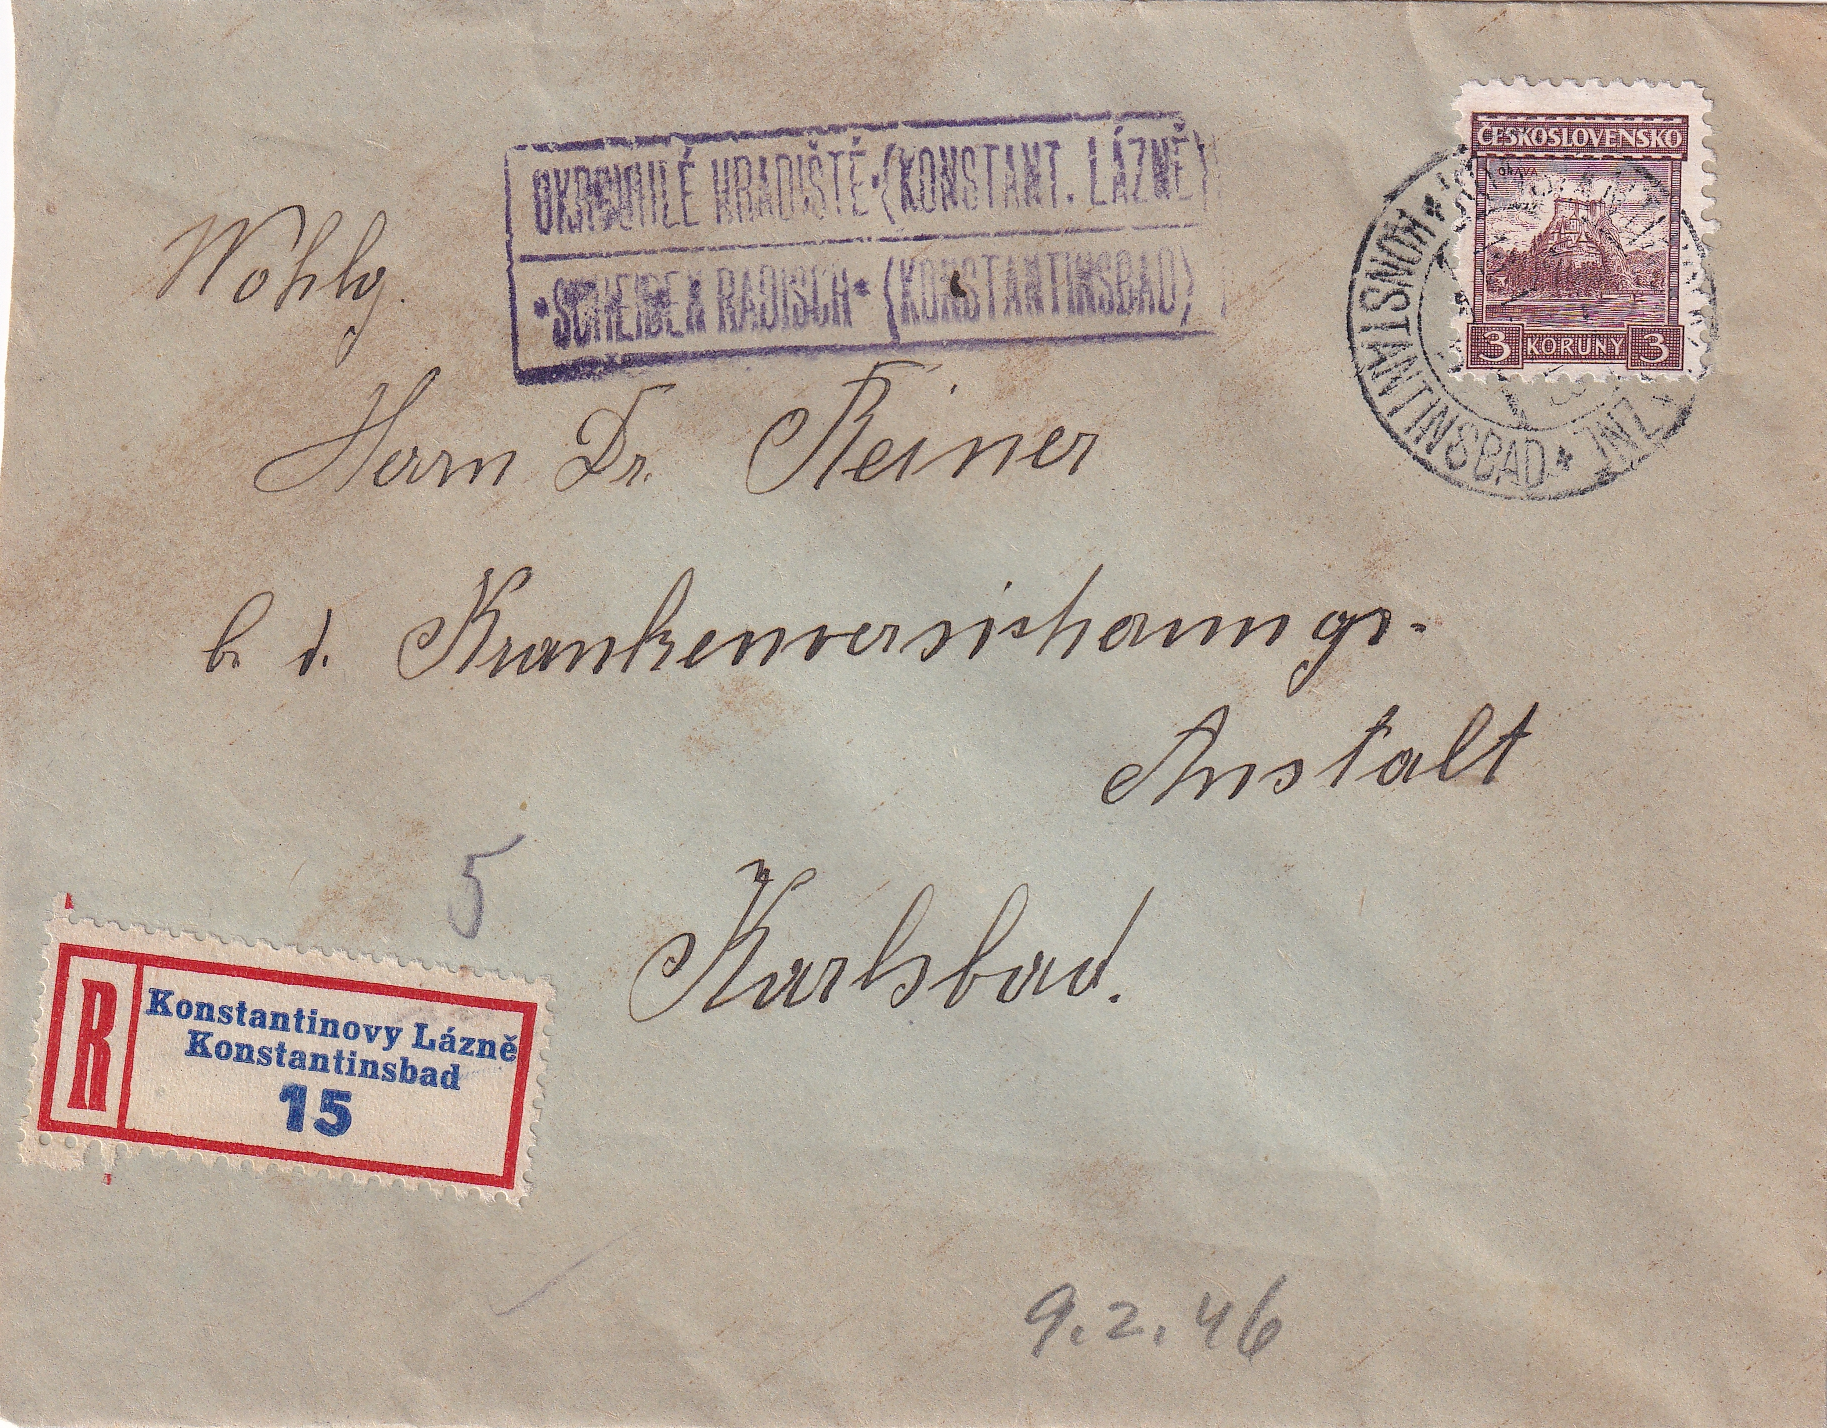 OKROUHLÉ HRADIŠTĚ (KONSTANT. LÁZNĚ)
SCHEIBEN RADISCH (KONSTANTINSBAD)
ČESKOSLOVENSKO
ORAVA
3 KORUNY 3
KONSTANTINSBAD
Wohlg.
Herrn Dr. Reiner
b. d. Krankenversicherungs-
Anstalt
Karlsbad.
5
R
Konstantinovy Lázně
Konstantinsbad
15
9.2.46